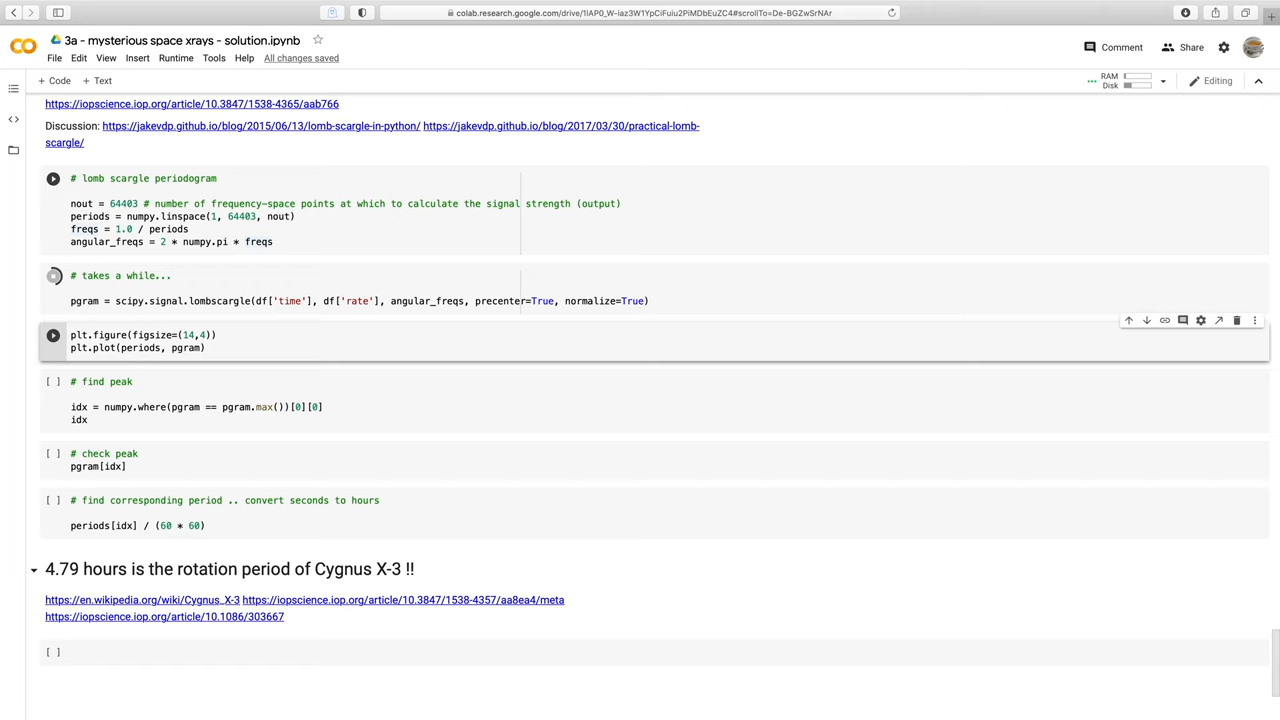 colab.research.google.com/drive/1lAP0_W-iaz3W1YpCiFuiu2PiMDbEuZC4#scrollTo=De-BGZwSrNAr
3a - mysterious space xrays - solution.ipynb
File Edit View Insert Runtime Tools Help All changes saved
Comment Share
+ Code + Text
RAM
Disk
Editing
https://iopscience.iop.org/article/10.3847/1538-4365/aab766
Discussion: https://jakevdp.github.io/blog/2015/06/13/lomb-scargle-in-python/ https://jakevdp.github.io/blog/2017/03/30/practical-lomb-
scargle/
# lomb scargle periodogram
nout = 64403 # number of frequency-space points at which to calculate the signal strength (output)
periods = numpy.linspace(1, 64403, nout)
freqs = 1.0 / periods
angular_freqs = 2 * numpy.pi * freqs
# takes a while...
pgram = scipy.signal.lombscargle(df['time'], df['rate'], angular_freqs, precenter=True, normalize=True)
plt.figure(figsize=(14,4))
plt.plot(periods, pgram)
[ ] # find peak
idx = numpy.where(pgram == pgram.max())[0][0]
idx
[ ] # check peak
pgram[idx]
[ ] # find corresponding period .. convert seconds to hours
periods[idx] / (60 * 60)
4.79 hours is the rotation period of Cygnus X-3 !!
https://en.wikipedia.org/wiki/Cygnus_X-3 https://iopscience.iop.org/article/10.3847/1538-4357/aa8ea4/meta
https://iopscience.iop.org/article/10.1086/303667
[ ]